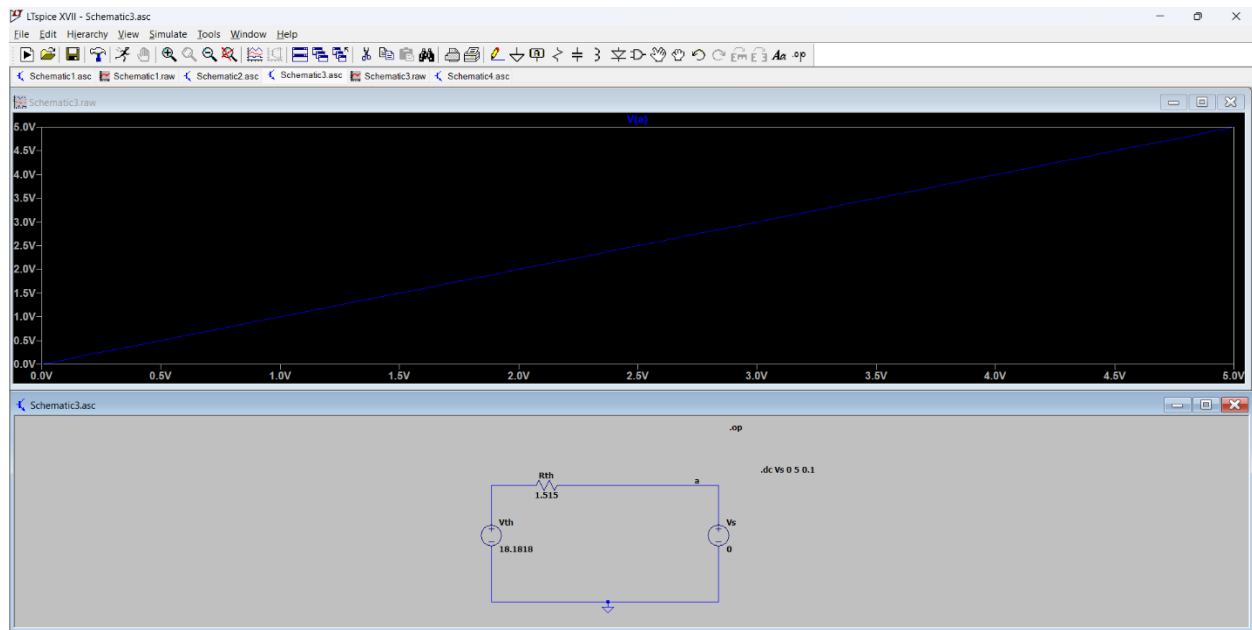 LTspice XVII - Schematic3.asc
File Edit Hierarchy View Simulate Tools Window Help
Aa .op
Schematic1.asc Schematic1.raw Schematic2.asc Schematic3.asc Schematic3.raw Schematic4.asc
Schematic3.raw
V(a)
5.0V
4.5V
4.0V
3.5V
3.0V
2.5V
2.0V
1.5V
1.0V
0.5V
0.0V
0.0V 0.5V 1.0V 1.5V 2.0V 2.5V 3.0V 3.5V 4.0V 4.5V 5.0V
Schematic3.asc
.op
.dc Vs 0 5 0.1
Rth
1.515
a
Vth
18.1818
Vs
0